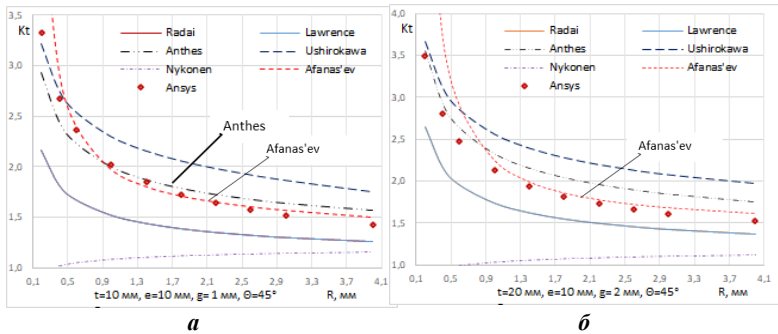 3,5
Kt
Radai
Lawrence
Anthes
Ushirokawa
3,0
Nykonen
Afanas'ev
Ansys
2,5
Anthes
2,0
Afanas'ev
1,5
1,0
0,1 0,6 0,9 1,2 1,7 2,2 2,7 3,1 3,6 4,1
t=10 мм, e=10 мм, g= 1 мм, Θ=45° R, мм
а
4,0
Kt
Radai
Lawrence
3,5
Anthes
Ushirokawa
Nykonen
Afanas'ev
3,0
Ansys
2,5
2,0
Afanas'ev
1,5
1,0
0,1 0,5 0,9 1,3 1,7 2,1 2,5 2,9 3,3 3,7 4,1
t=20 мм, e=10 мм, g= 2 мм, Θ=45° R, мм
б